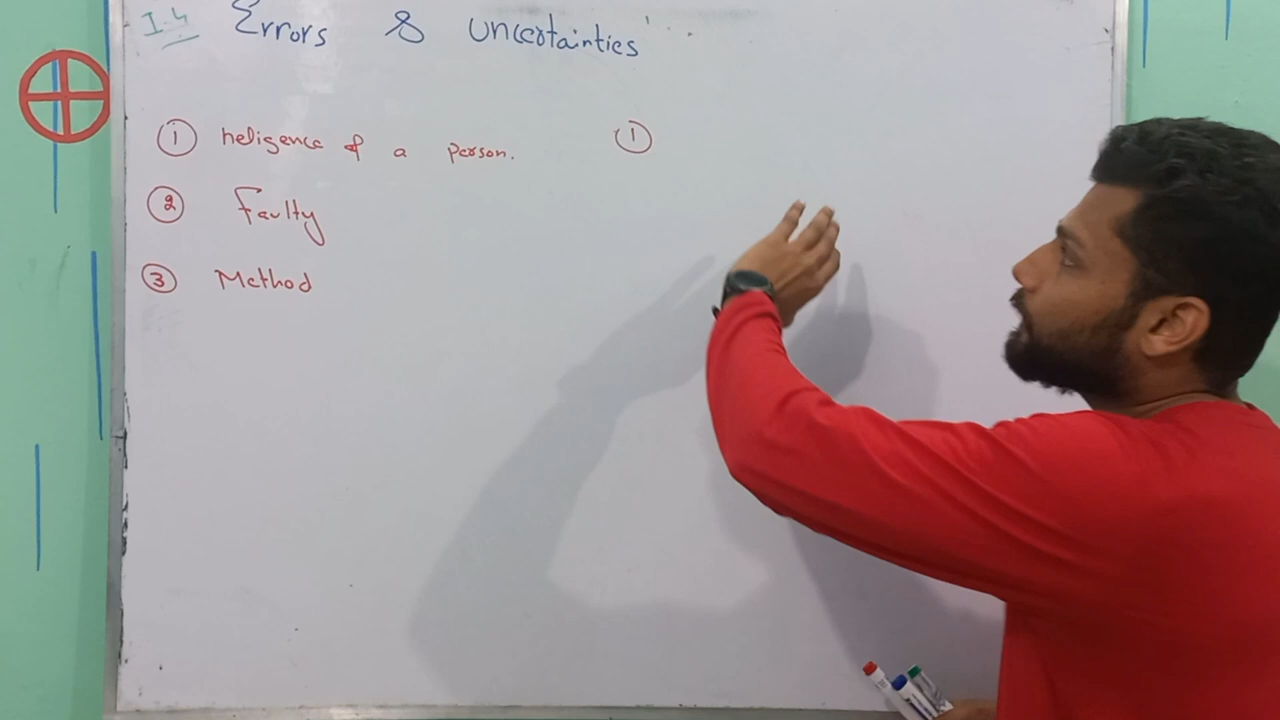 1.4 Errors & uncertainties
① neligence of a person. ①
② Faulty
③ Method